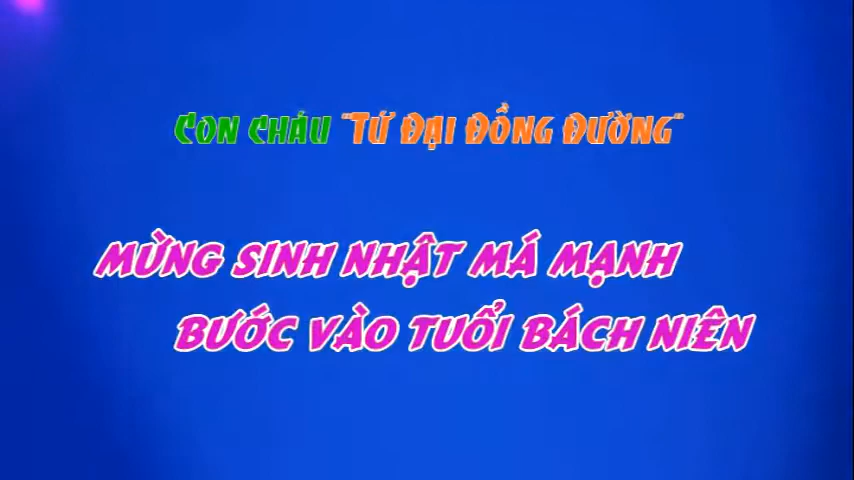 Con cháu "Tứ Đại Đồng Đường"
MỪNG SINH NHẬT MÁ MẠNH
BƯỚC VÀO TUỔI BÁCH NIÊN